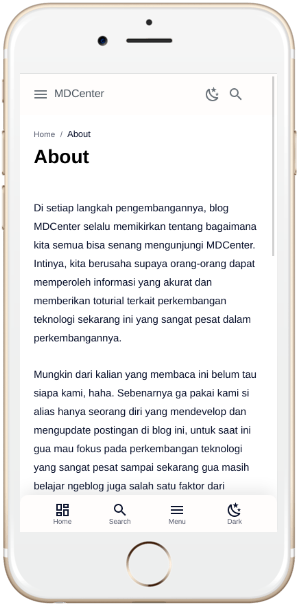 MDCenter
Home / About
About
Di setiap langkah pengembangannya, blog
MDCenter selalu memikirkan tentang bagaimana
kita semua bisa senang mengunjungi MDCenter.
Intinya, kita berusaha supaya orang-orang dapat
memperoleh informasi yang akurat dan
memberikan toturial terkait perkembangan
teknologi sekarang ini yang sangat pesat dalam
perkembangannya.
Mungkin dari kalian yang membaca ini belum tau
siapa kami, haha. Sebenarnya ga pakai kami si
alias hanya seorang diri yang mendevelop dan
mengupdate postingan di blog ini, untuk saat ini
gua mau fokus pada perkembangan teknologi
yang sangat pesat sampai sekarang gua masih
belajar ngeblog juga salah satu faktor dari
Home Search Menu Dark